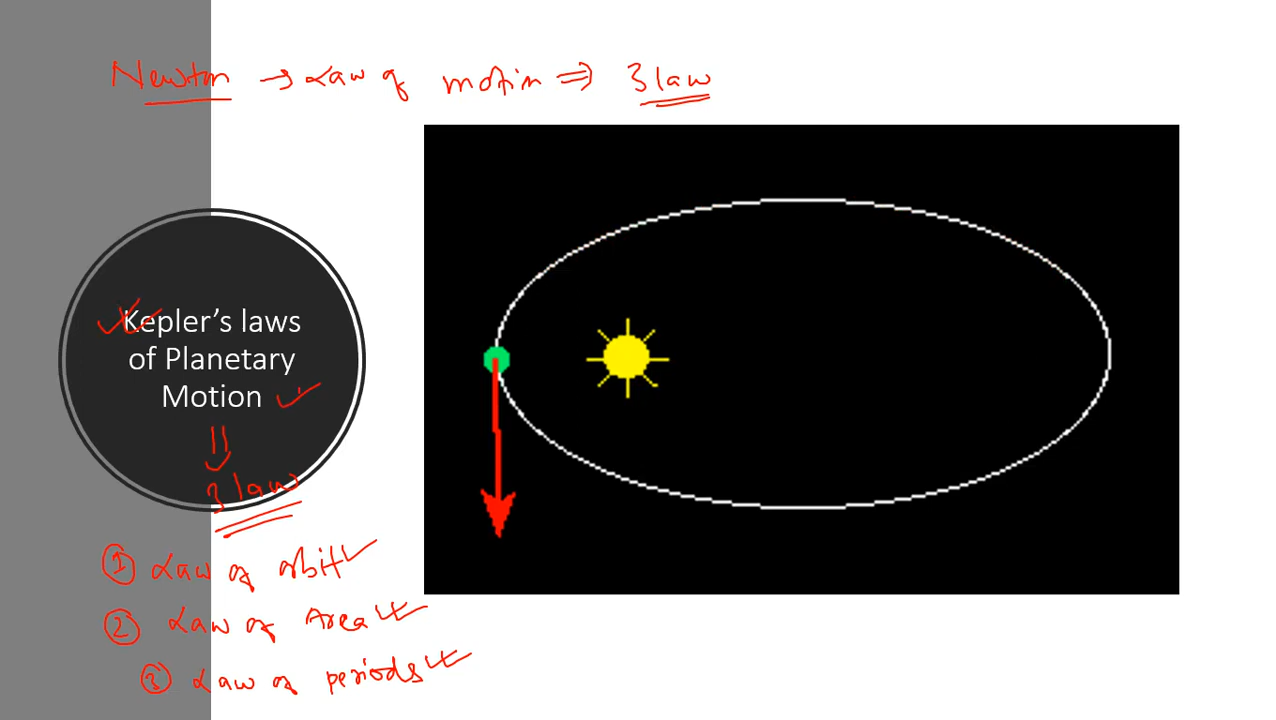 Newton → Law of motion ⇒ 3 law
Kepler's laws
of Planetary
Motion
3 law
① Law of orbit
② Law of Area
③ Law of periods